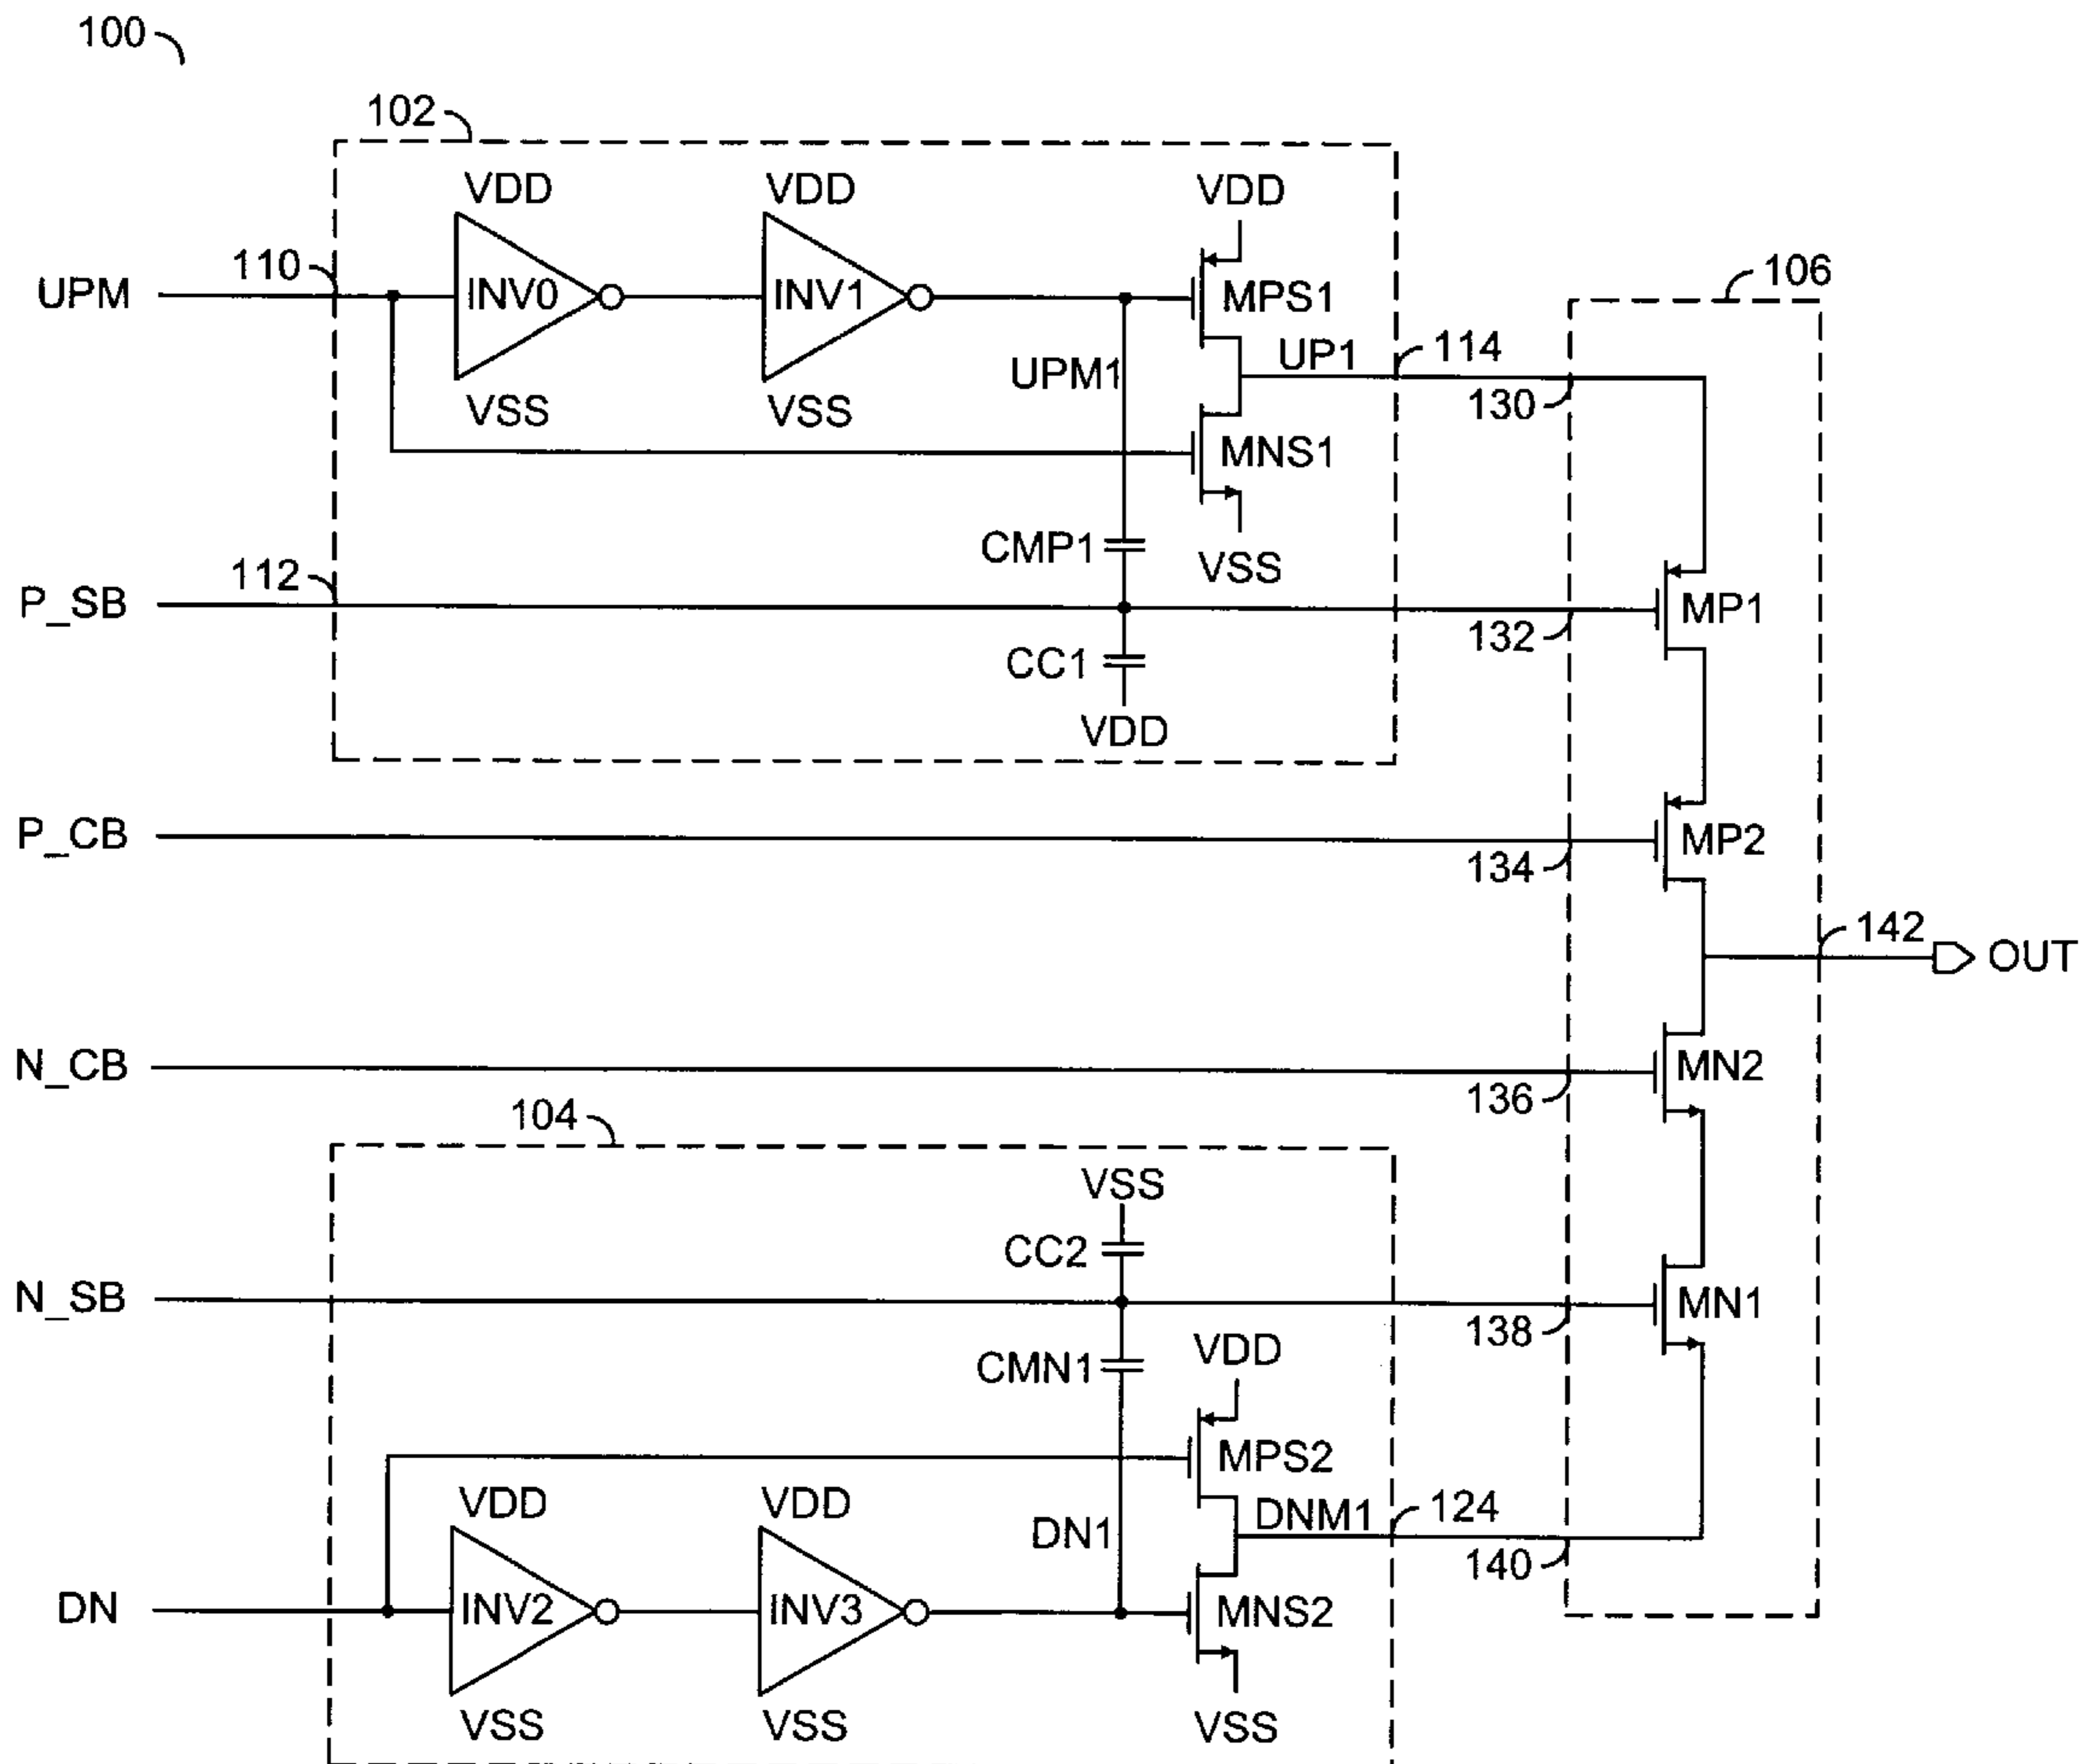 100
102
VDD
VDD
VDD
110
UPM
INV0
INV1
MPS1
106
UPM1
UP1
114
VSS
VSS
130
MNS1
CMP1
VSS
112
P_SB
132
MP1
CC1
VDD
P_CB
134
MP2
142
OUT
N_CB
136
MN2
104
VSS
CC2
N_SB
138
MN1
CMN1
VDD
MPS2
VDD
VDD
DN1
DNM1
124
140
DN
INV2
INV3
MNS2
VSS
VSS
VSS